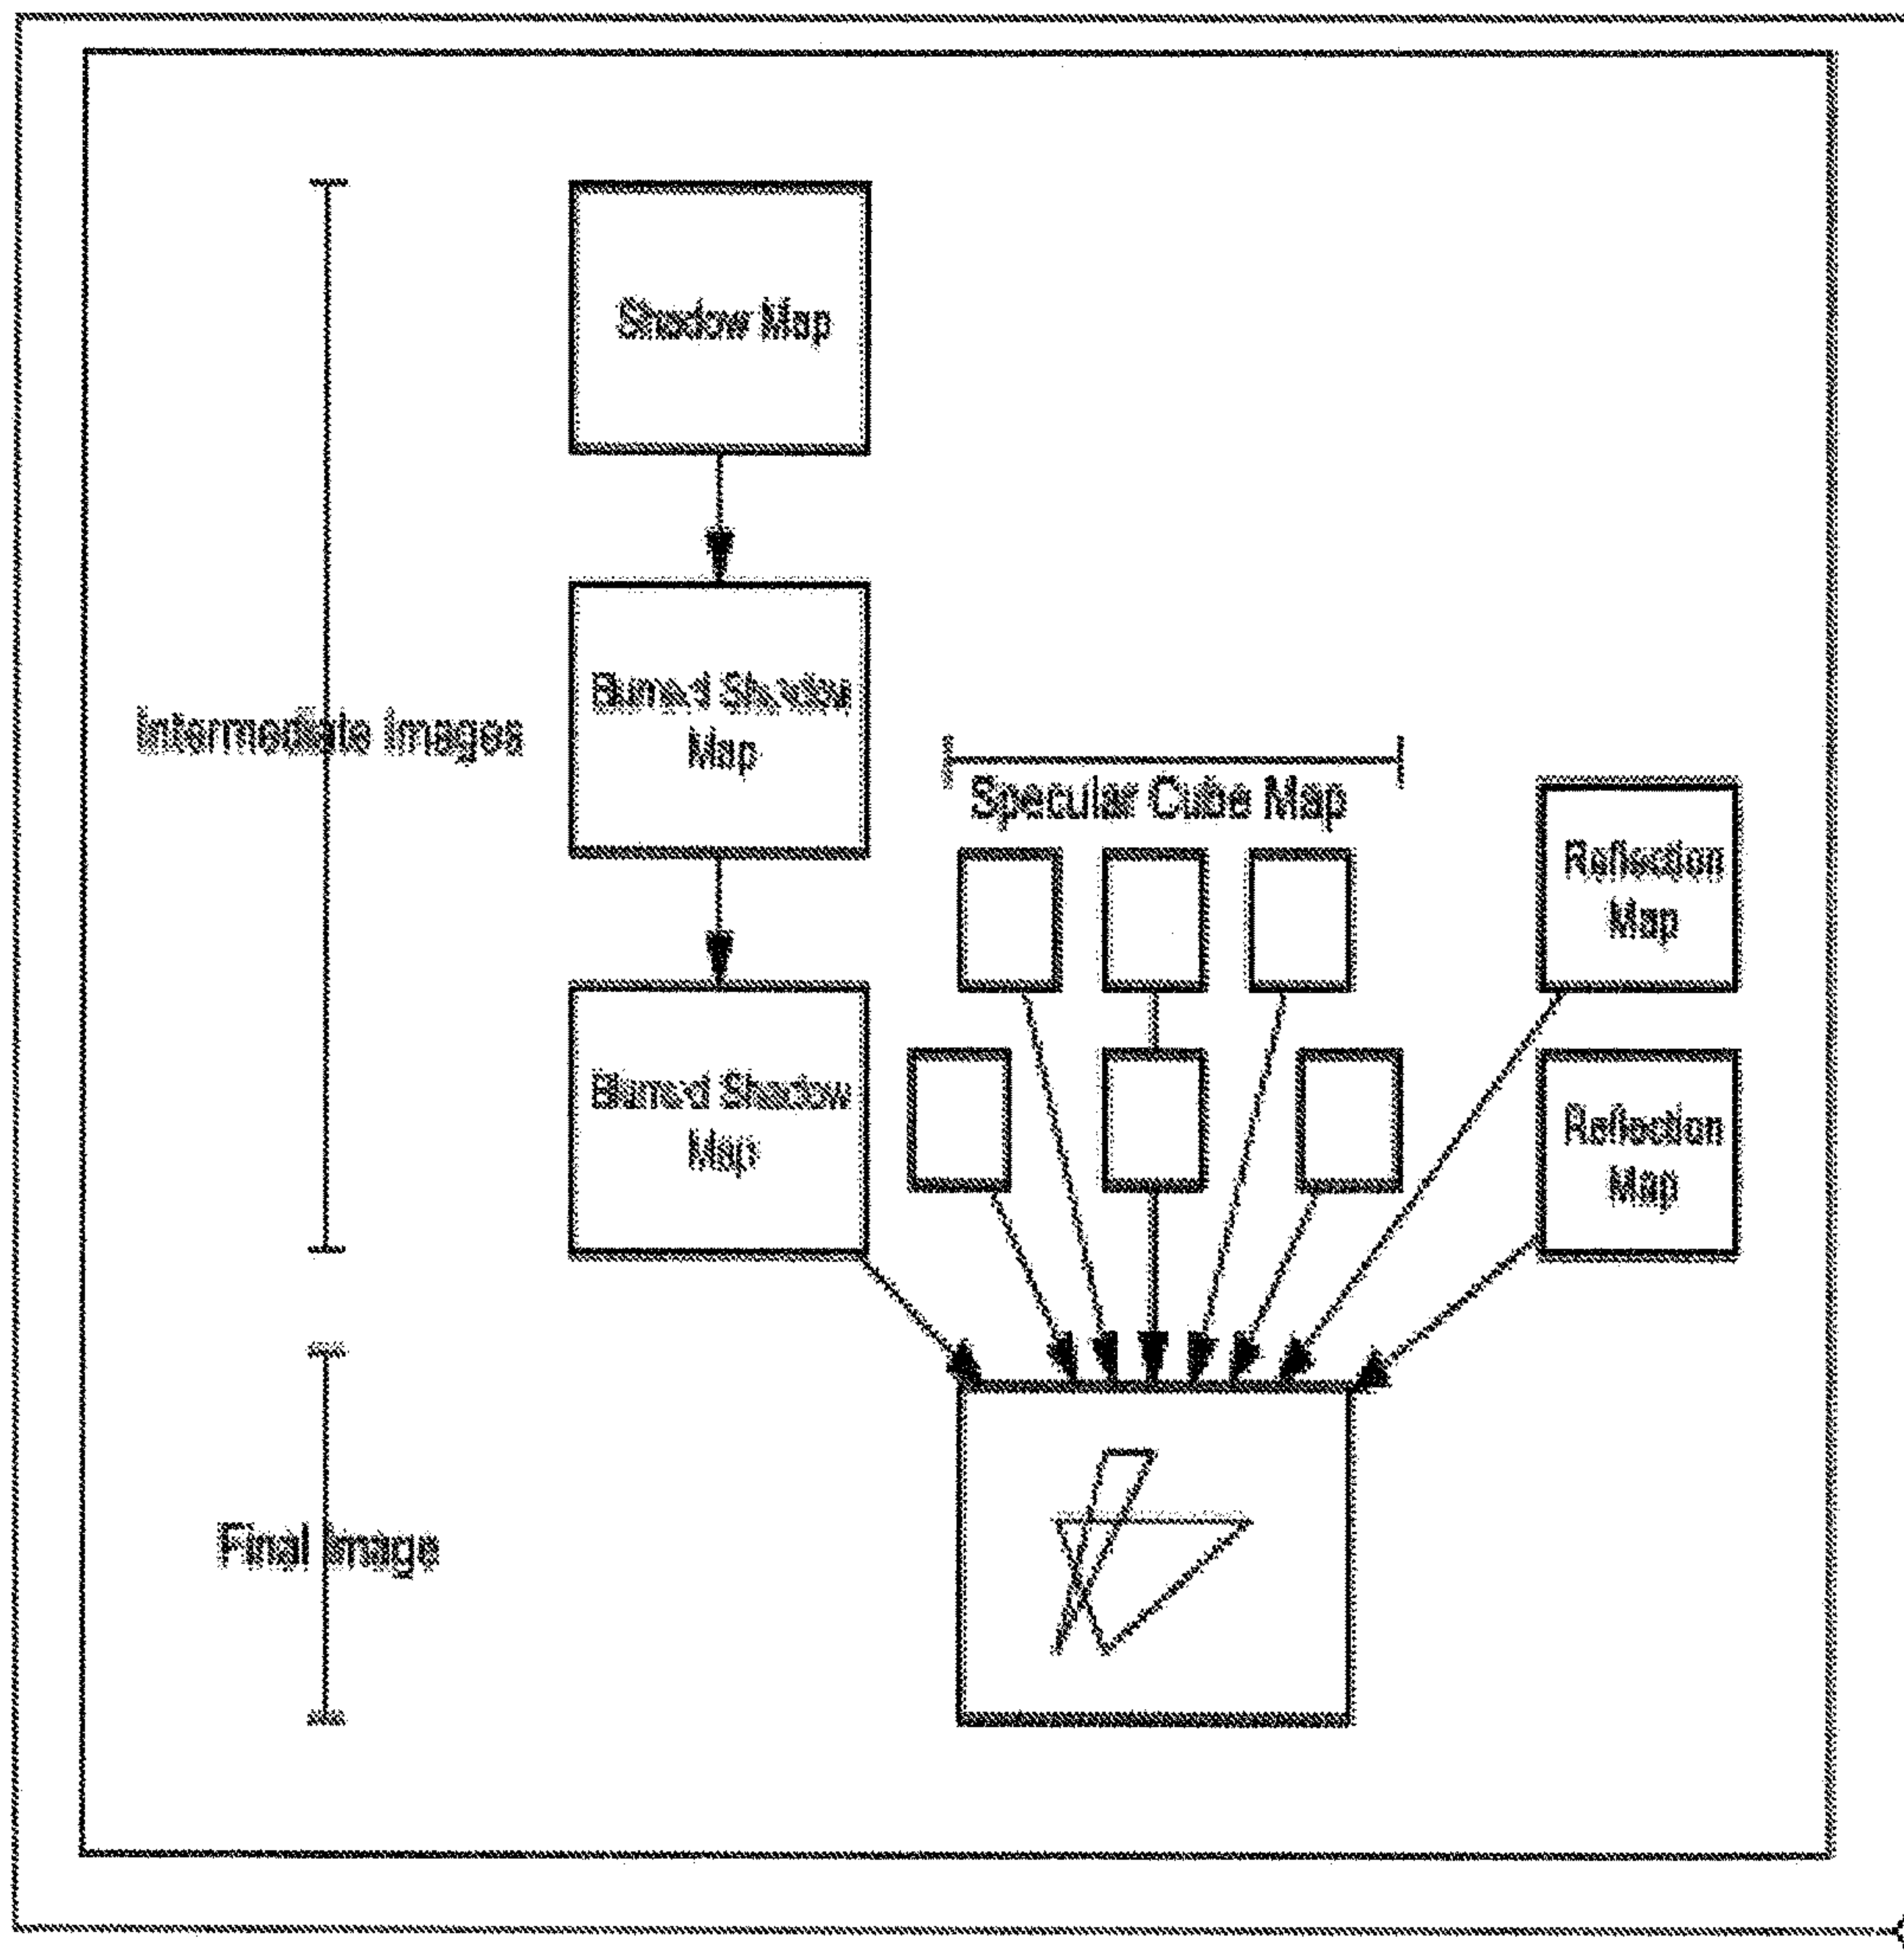 Shadow Map
Blurred Shadow
Map
Intermediate Images
Specular Cube Map
Reflection
Map
Blurred Shadow
Map
Reflection
Map
Final Image